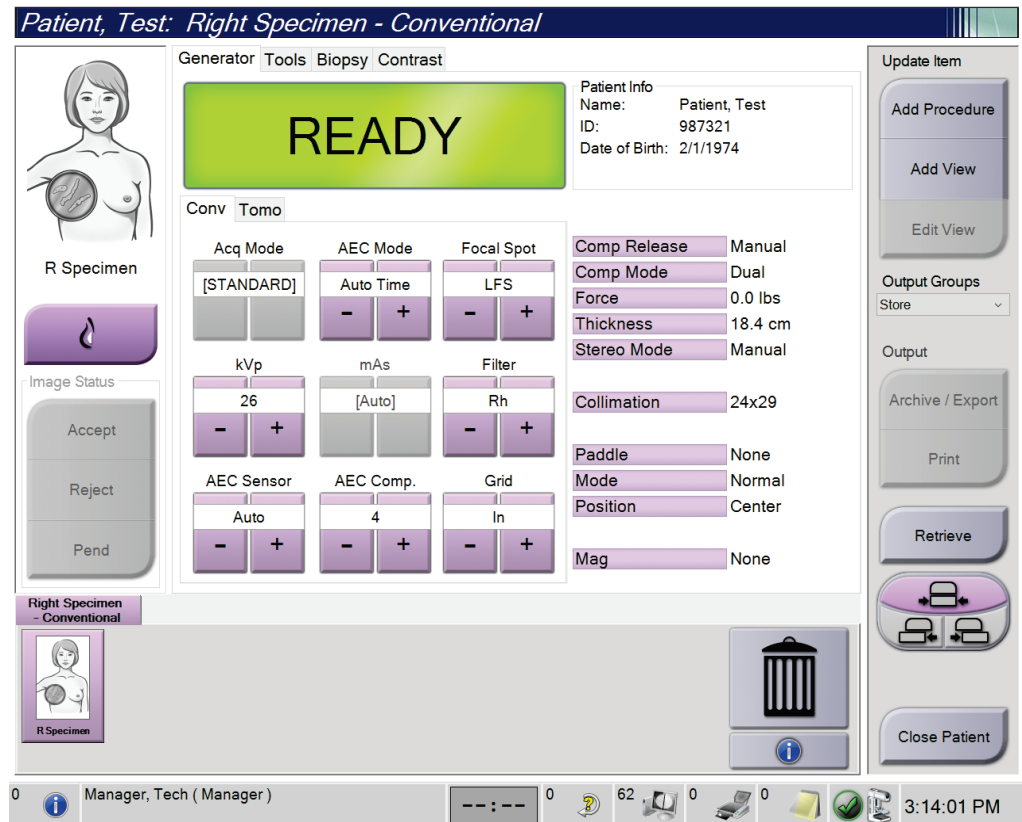 Patient, Test: Right Specimen - Conventional
Generator Tools Biopsy Contrast
READY
Patient Info
Name: Patient, Test
ID: 987321
Date of Birth: 2/1/1974
R Specimen
Image Status
Accept
Reject
Pend
Conv Tomo
Acq Mode AEC Mode Focal Spot
[STANDARD] Auto Time LFS
- + - +
kVp mAs Filter
26 [Auto] Rh
- + - +
AEC Sensor AEC Comp. Grid
Auto 4 In
- + - + - +
Comp Release Manual
Comp Mode Dual
Force 0.0 lbs
Thickness 18.4 cm
Stereo Mode Manual
Collimation 24x29
Paddle None
Mode Normal
Position Center
Mag None
Update Item
Add Procedure
Add View
Edit View
Output Groups
Store
Output
Archive / Export
Print
Retrieve
Close Patient
Right Specimen
- Conventional
R Specimen
i
0 i Manager, Tech ( Manager ) --:-- 0 ? 62 0 0 3:14:01 PM